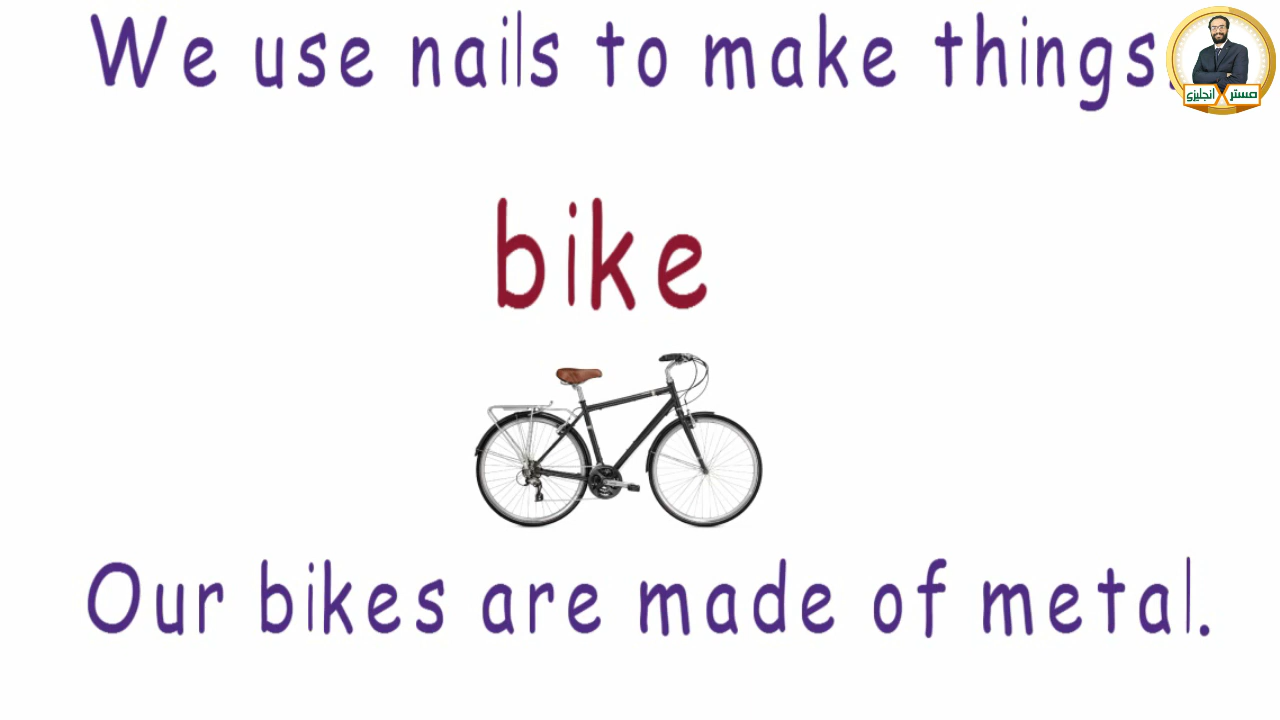 We use nails to make things.
مستر X انجليزي
bike
Our bikes are made of metal.